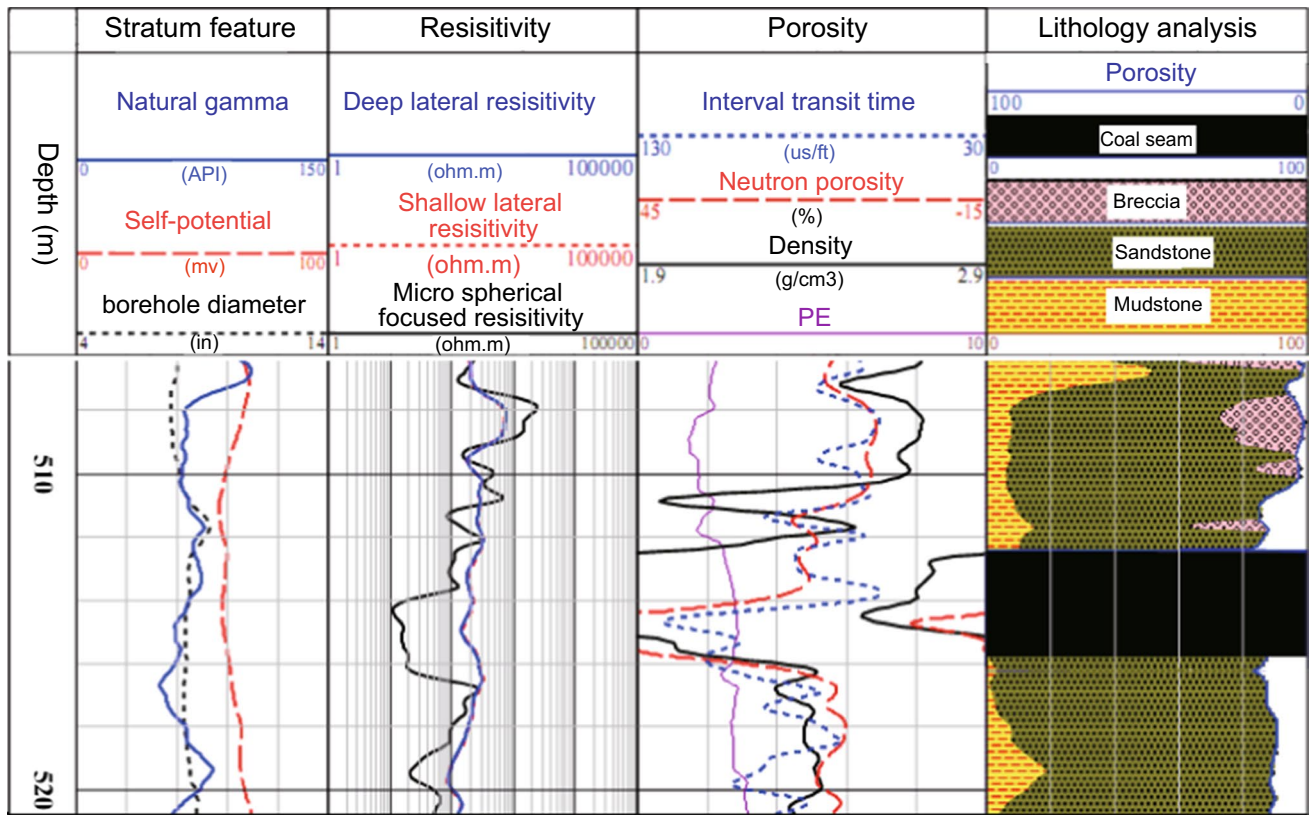 Stratum feature
Resisitivity
Porosity
Lithology analysis
Depth (m)
Natural gamma
0 (API) 150
Self-potential
0 (mv) 100
borehole diameter
4 (in) 14
Deep lateral resisitivity
1 (ohm.m) 100000
Shallow lateral
resisitivity
1 (ohm.m) 100000
Micro spherical
focused resisitivity
1 (ohm.m) 100000
Interval transit time
130 (us/ft) 30
Neutron porosity
45 (%) -15
Density
1.9 (g/cm3) 2.9
PE
0 10
Porosity
100 0
Coal seam
0 100
Breccia
Sandstone
Mudstone
0 100
510
520